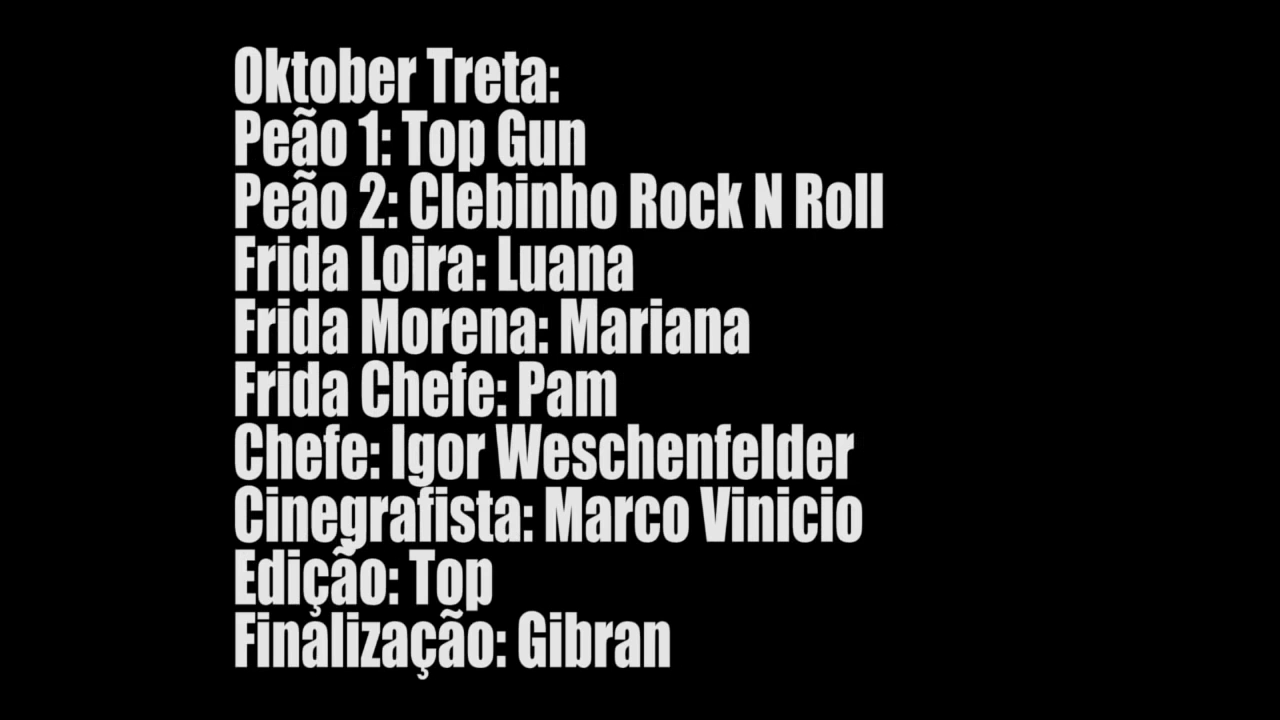 Oktober Treta:
Peão 1: Top Gun
Peão 2: Clebinho Rock N Roll
Frida Loira: Luana
Frida Morena: Mariana
Frida Chefe: Pam
Chefe: Igor Weschenfelder
Cinegrafista: Marco Vinicio
Edição: Top
Finalização: Gibran